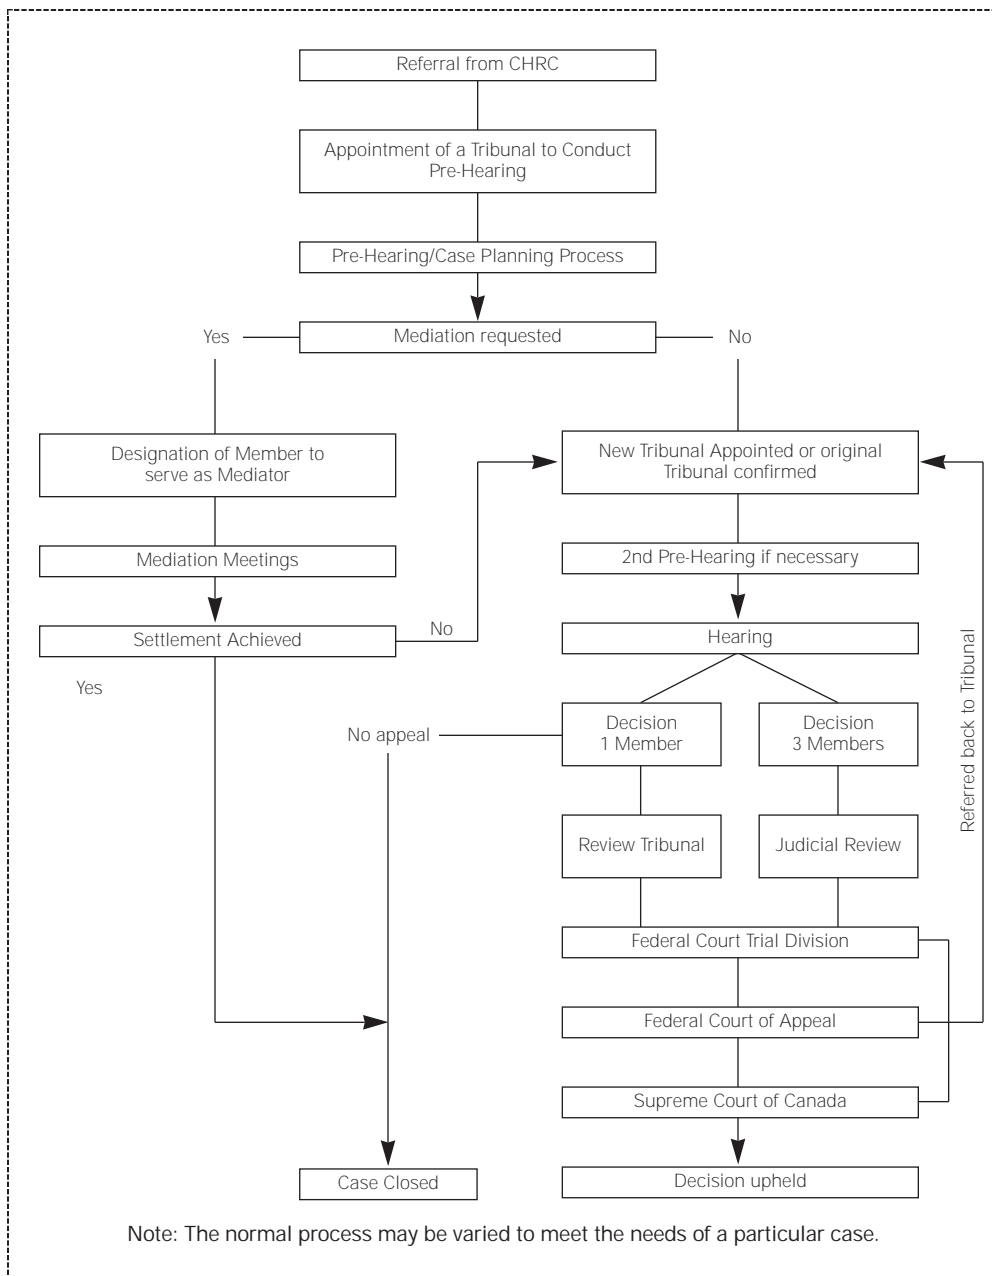 Referral from CHRC
Appointment of a Tribunal to Conduct
Pre-Hearing
Pre-Hearing/Case Planning Process
Yes
Mediation requested
No
Designation of Member to
serve as Mediator
New Tribunal Appointed or original
Tribunal confirmed
Mediation Meetings
2nd Pre-Hearing if necessary
Settlement Achieved
No
Hearing
Yes
No appeal
Decision
1 Member
Decision
3 Members
Referred back to Tribunal
Review Tribunal
Judicial Review
Federal Court Trial Division
Federal Court of Appeal
Supreme Court of Canada
Case Closed
Decision upheld
Note: The normal process may be varied to meet the needs of a particular case.